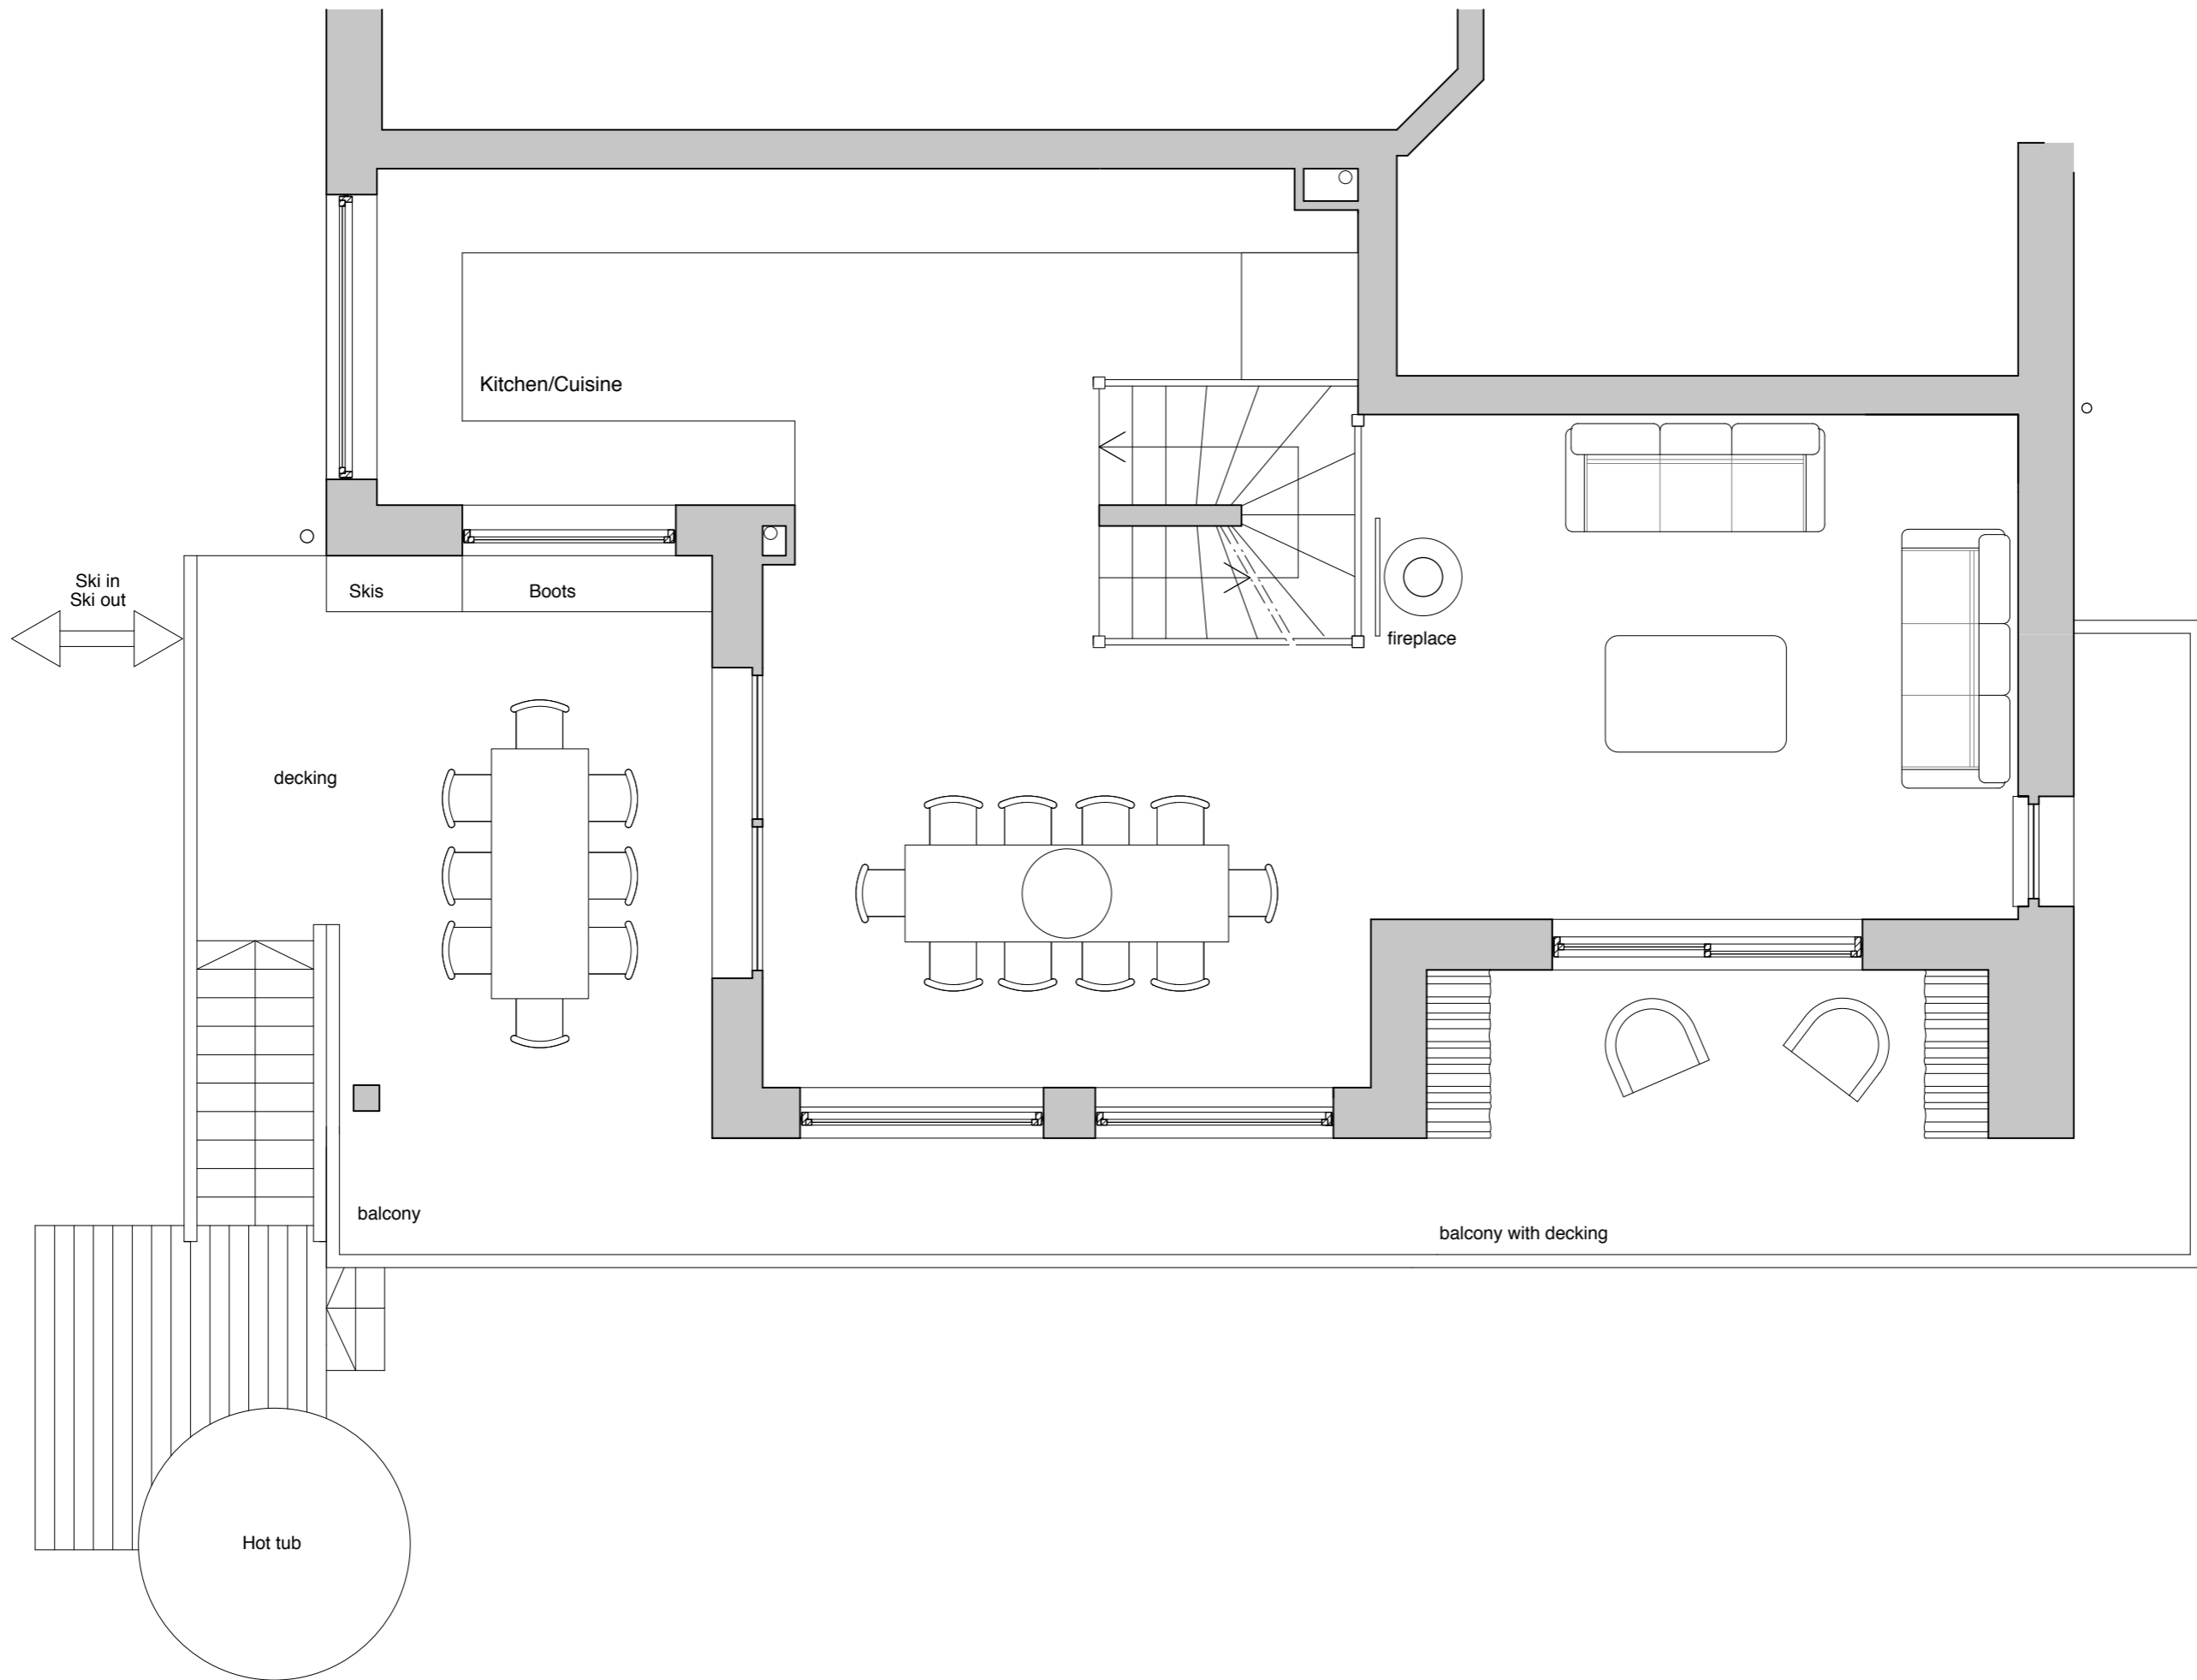 Kitchen/Cuisine
Ski in
Ski out
Skis
Boots
fireplace
decking
balcony
balcony with decking
Hot tub